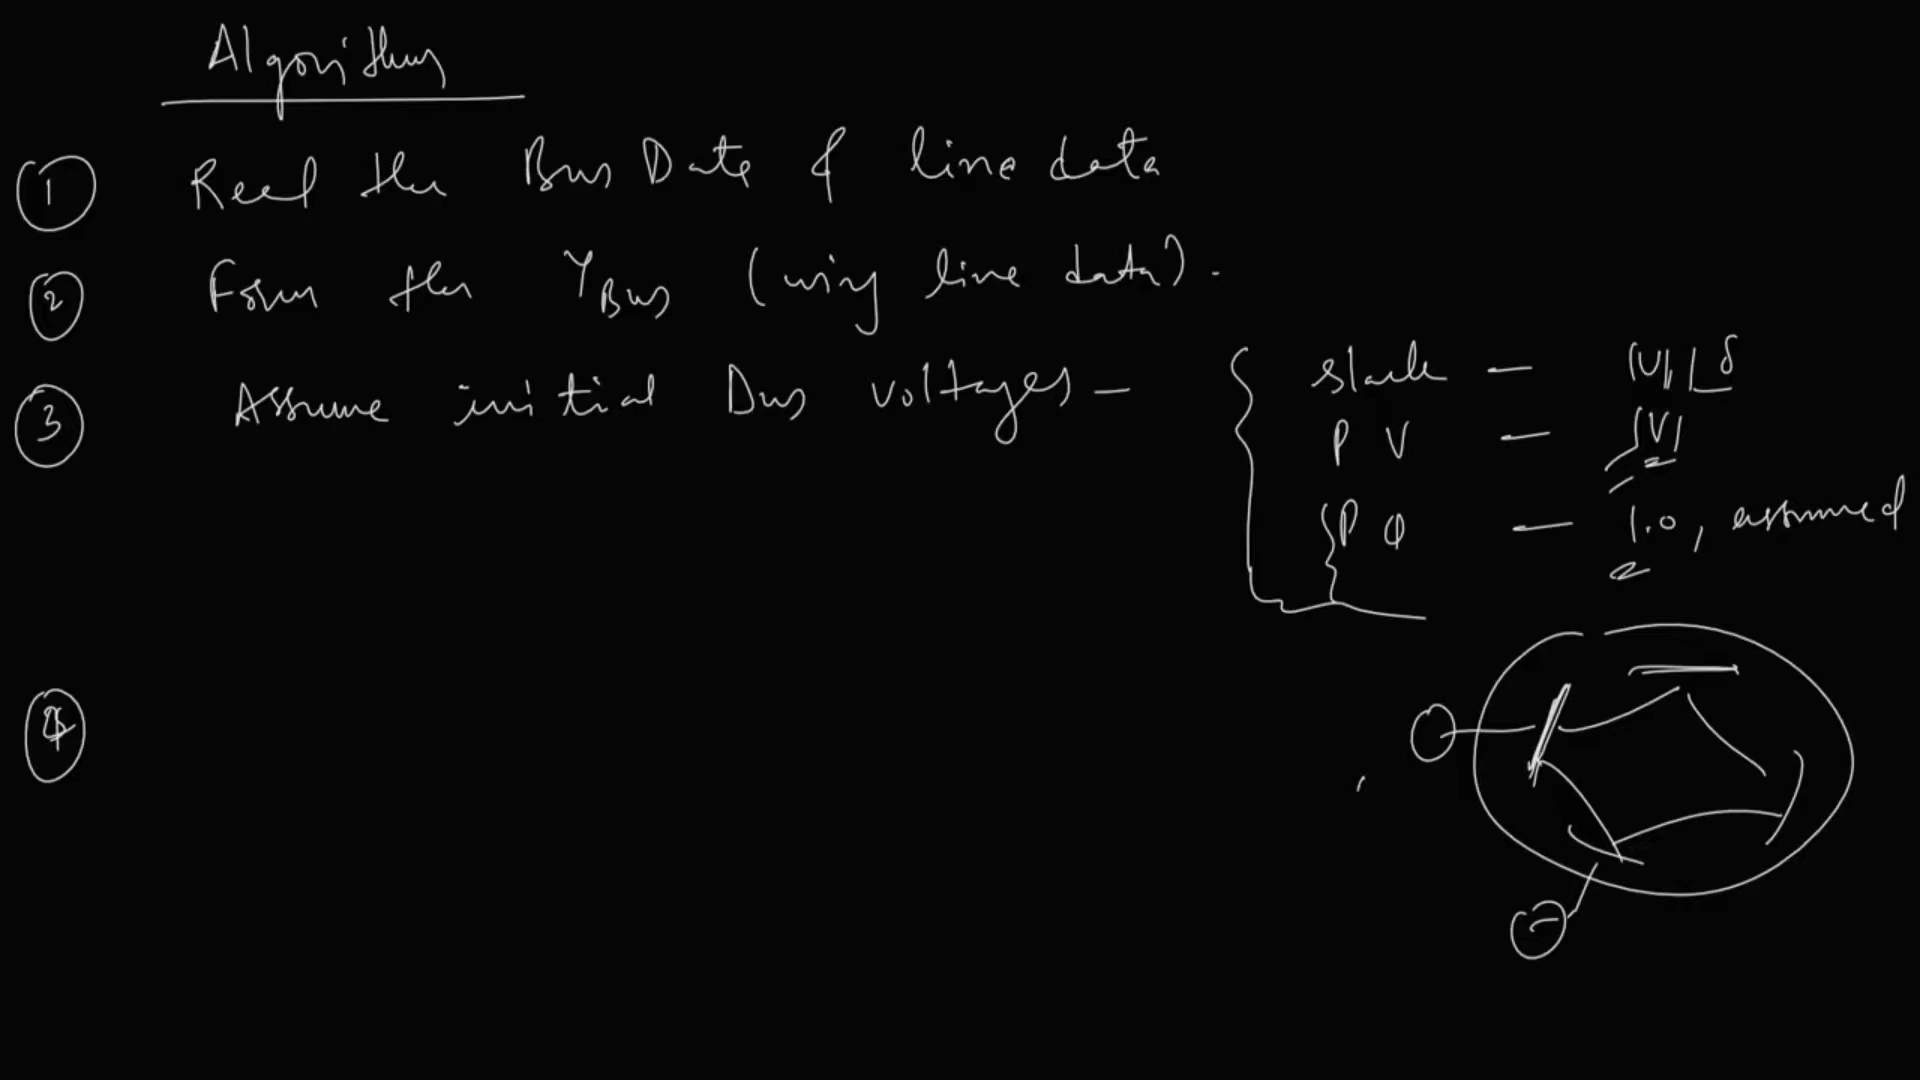 Algorithm
① Read the Bus Data & line data
② Form the Y_Bus (using line data).
③ Assume initial Bus voltages –
slack – |V| ∠δ
P V – |V|
P Q – 1.0, assumed
④